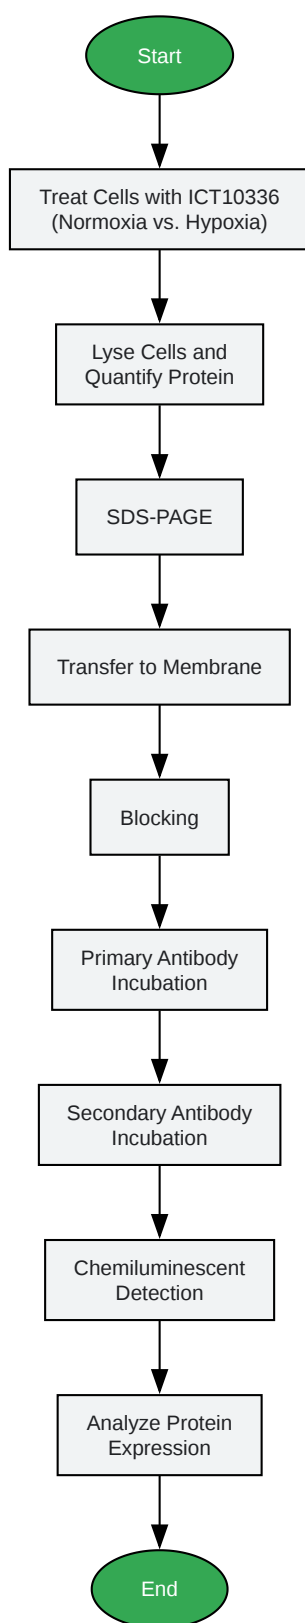 Start
Treat Cells with ICT10336
(Normoxia vs. Hypoxia)
Lyse Cells and
Quantify Protein
SDS-PAGE
Transfer to Membrane
Blocking
Primary Antibody
Incubation
Secondary Antibody
Incubation
Chemiluminescent
Detection
Analyze Protein
Expression
End